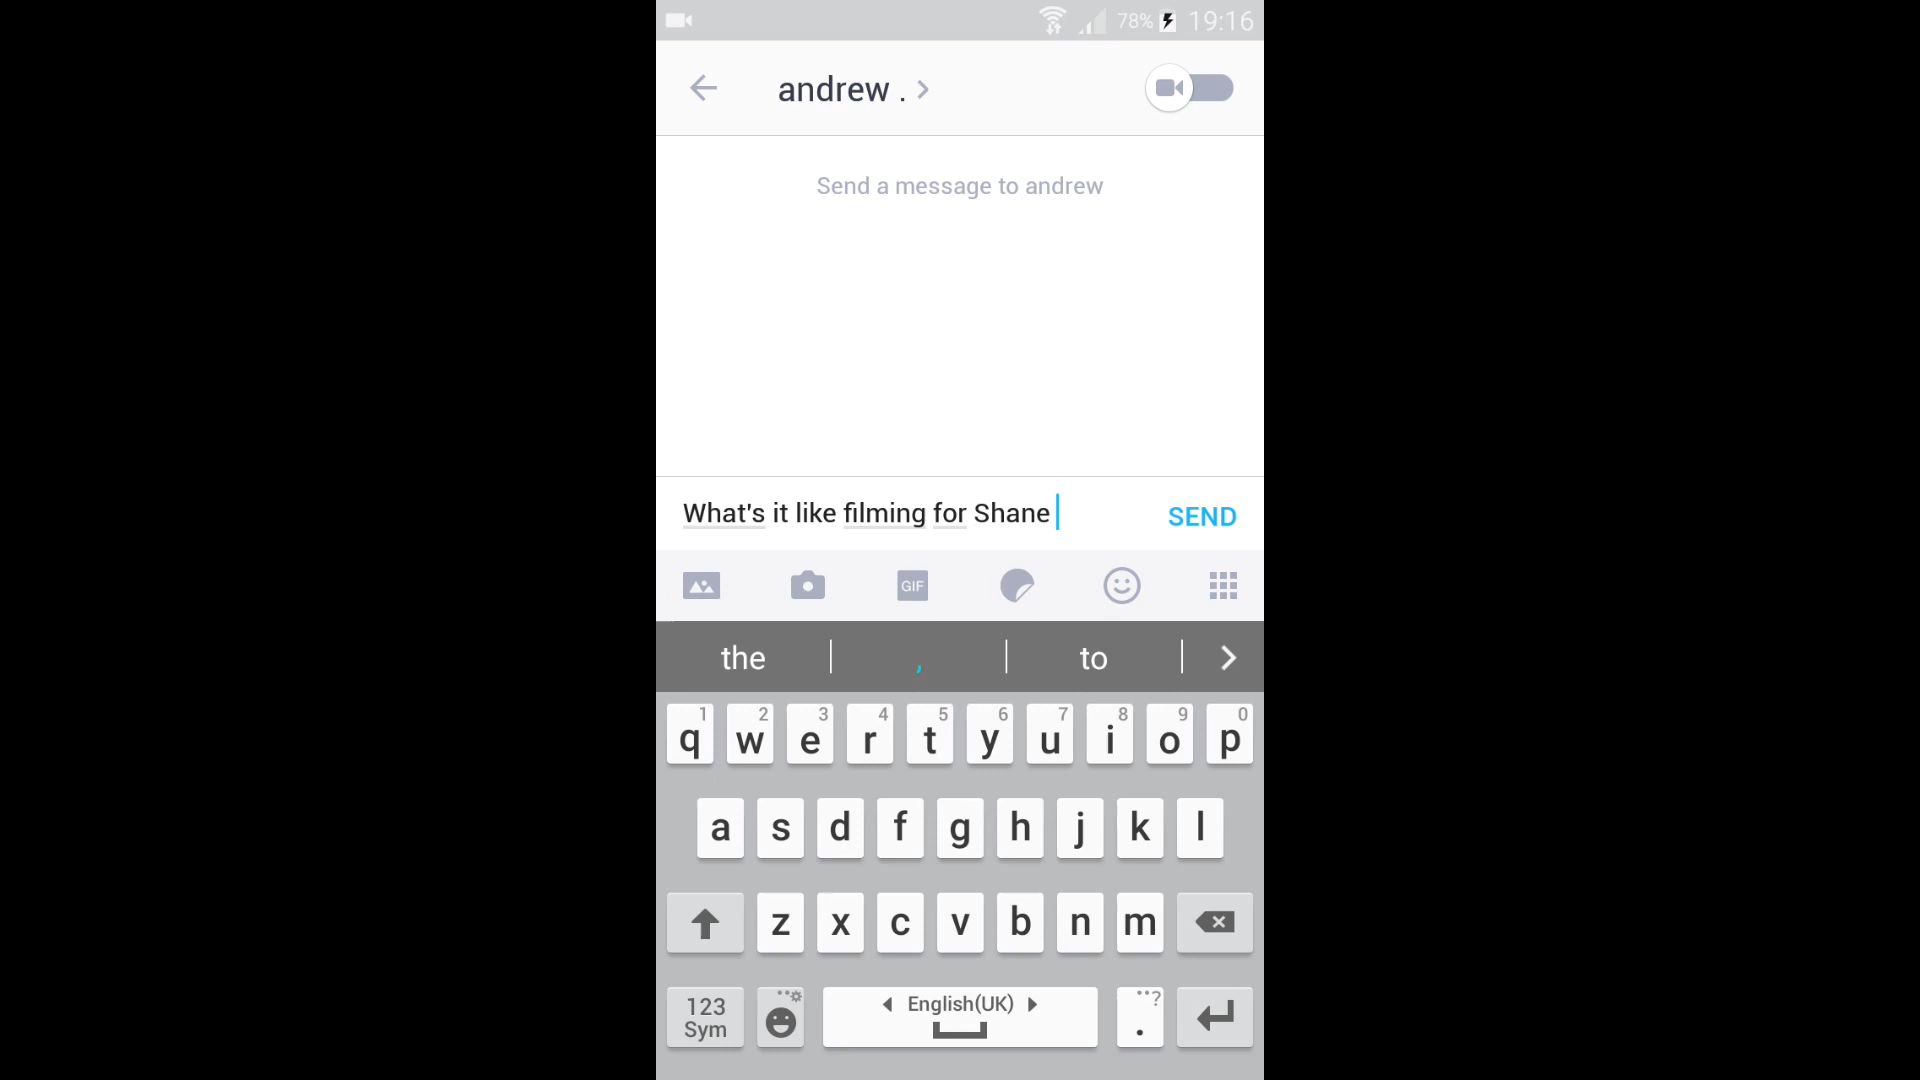 78% 19:16
andrew . >
Send a message to andrew
What's it like filming for Shane
SEND
GIF
the , to
1 2 3 4 5 6 7 8 9 0
q w e r t y u i o p
a s d f g h j k l
z x c v b n m
123 Sym English(UK) . ?